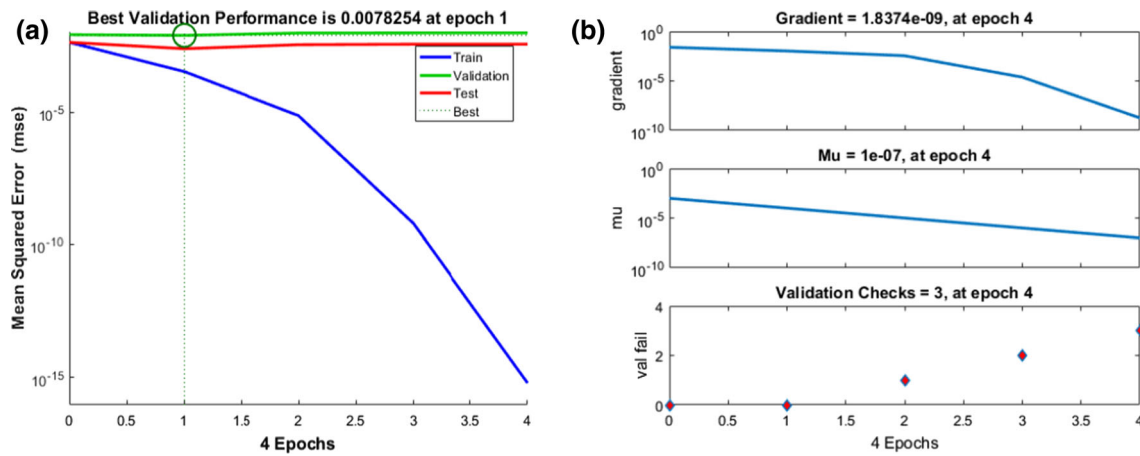 (a)
Best Validation Performance is 0.0078254 at epoch 1
Mean Squared Error (mse)
10^-5
10^-10
10^-15
Train
Validation
Test
Best
0 0.5 1 1.5 2 2.5 3 3.5 4
4 Epochs
(b)
Gradient = 1.8374e-09, at epoch 4
gradient
10^0
10^-5
10^-10
Mu = 1e-07, at epoch 4
mu
10^0
10^-5
10^-10
Validation Checks = 3, at epoch 4
val fail
4
2
0
0 0.5 1 1.5 2 2.5 3 3.5 4
4 Epochs